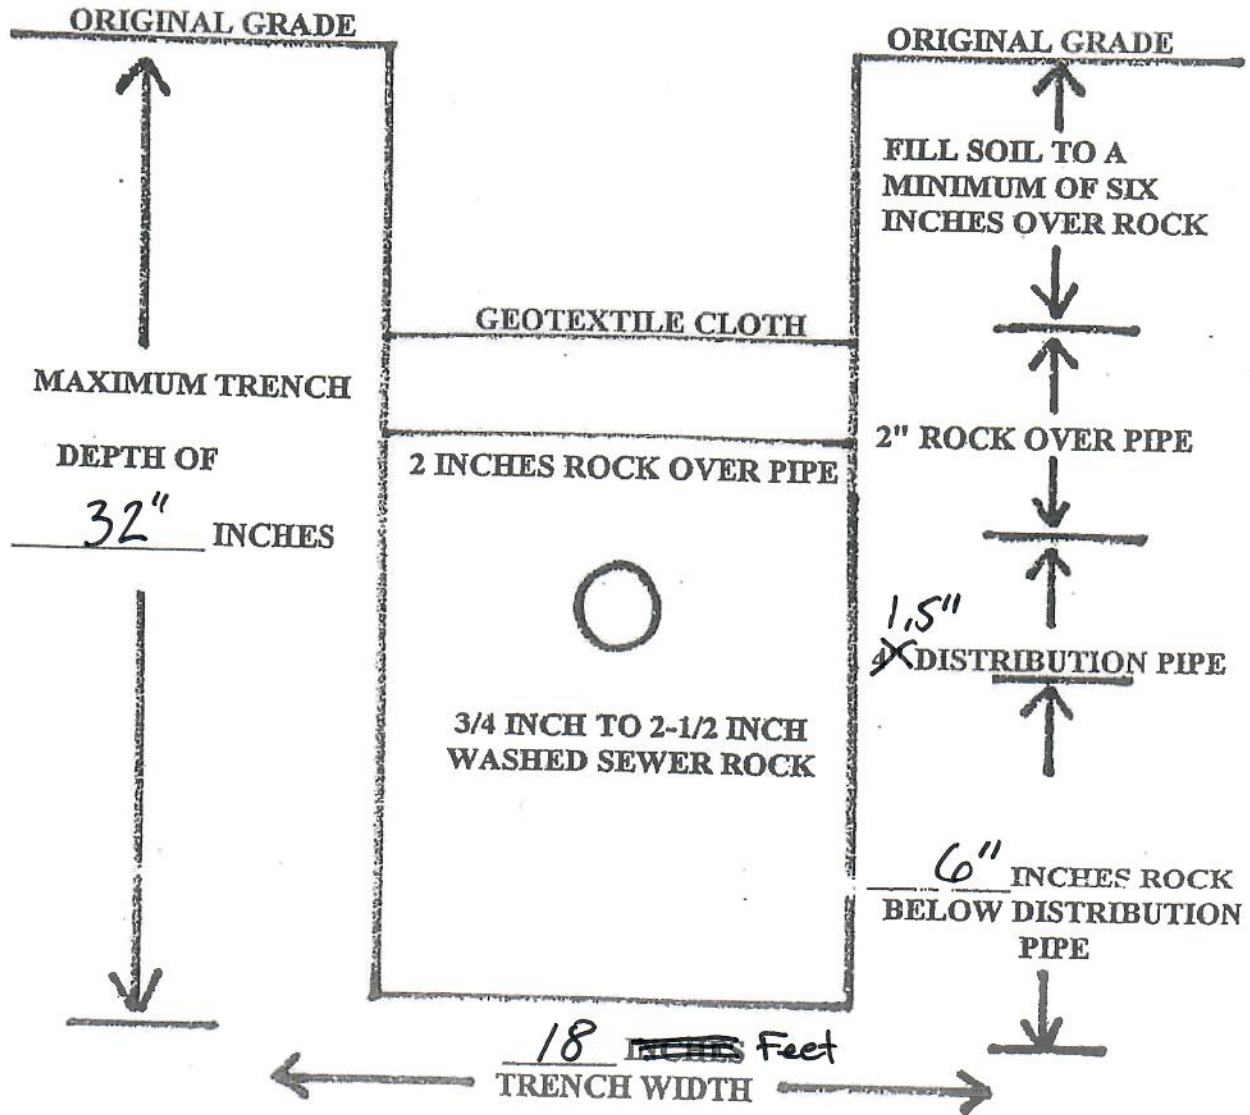 ORIGINAL GRADE
ORIGINAL GRADE
FILL SOIL TO A
MINIMUM OF SIX
INCHES OVER ROCK
GEOTEXTILE CLOTH
MAXIMUM TRENCH
DEPTH OF
32" INCHES
2" ROCK OVER PIPE
2 INCHES ROCK OVER PIPE
1.5"
4" DISTRIBUTION PIPE
3/4 INCH TO 2-1/2 INCH
WASHED SEWER ROCK
6" INCHES ROCK
BELOW DISTRIBUTION
PIPE
18 INCHES Feet
TRENCH WIDTH